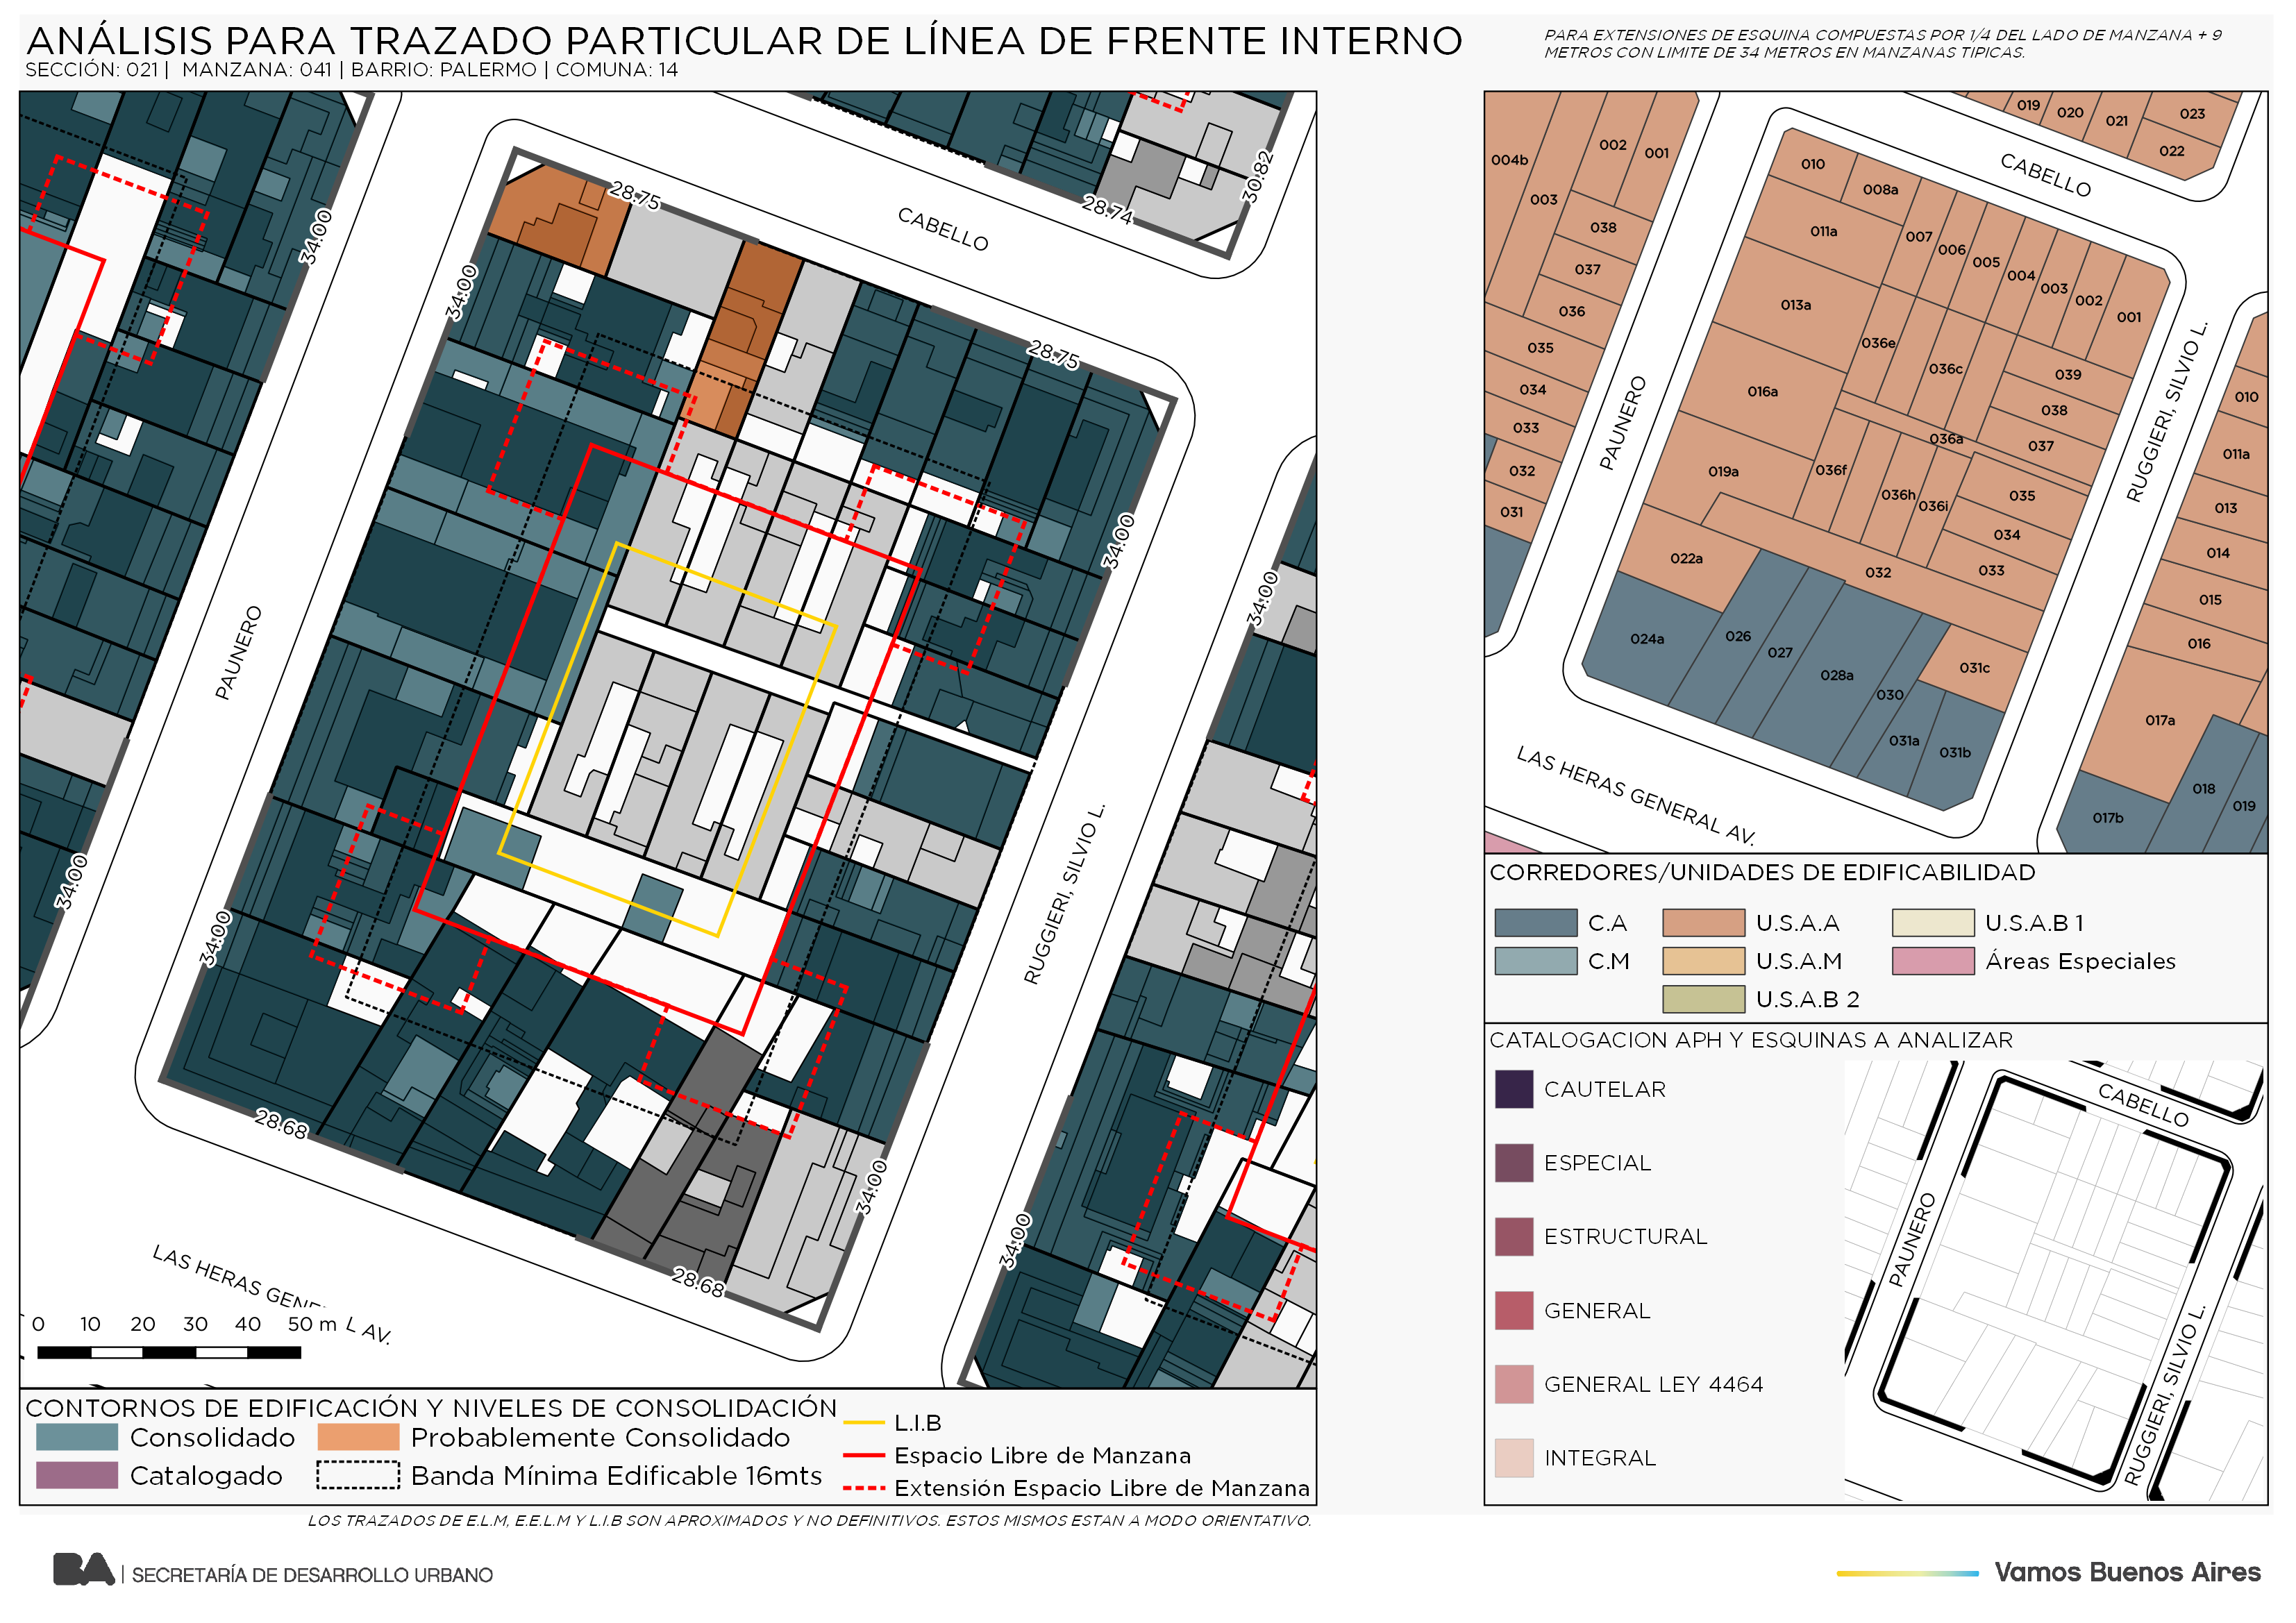 ANÁLISIS PARA TRAZADO PARTICULAR DE LÍNEA DE FRENTE INTERNO
SECCIÓN: 021 | MANZANA: 041 | BARRIO: PALERMO | COMUNA: 14
PARA EXTENSIONES DE ESQUINA COMPUESTAS POR 1/4 DEL LADO DE MANZANA + 9
METROS CON LIMITE DE 34 METROS EN MANZANAS TIPICAS.
28.75
CABELLO
28.74
30.82
34:00
34:00
28.75
34:00
34:00
PAUNERO
34:00
34:00
RUGGIERI, SILVIO L.
28.68
34:00
34:00
28.68
LAS HERAS GENE
L AV.
0 10 20 30 40 50 m
CONTORNOS DE EDIFICACIÓN Y NIVELES DE CONSOLIDACIÓN
Consolidado
Probablemente Consolidado
Catalogado
Banda Mínima Edificable 16mts
L.I.B
Espacio Libre de Manzana
Extensión Espacio Libre de Manzana
LOS TRAZADOS DE E.L.M, E.E.L.M Y L.I.B SON APROXIMADOS Y NO DEFINITIVOS. ESTOS MISMOS ESTAN A MODO ORIENTATIVO.
004b
003
002
001
038
037
036
035
034
033
032
031
019
020
021
023
022
CABELLO
010
008a
011a
007
006
005
004
003
002
001
013a
036e
036c
039
038
037
016a
036a
019a
036f
036h
036i
035
034
033
022a
032
024a
026
027
028a
030
031c
031a
031b
PAUNERO
RUGGIERI, SILVIO L.
LAS HERAS GENERAL AV.
010
011a
013
014
015
016
017a
018
019
017b
CORREDORES/UNIDADES DE EDIFICABILIDAD
C.A
U.S.A.A
U.S.A.B 1
C.M
U.S.A.M
Áreas Especiales
U.S.A.B 2
CATALOGACION APH Y ESQUINAS A ANALIZAR
CAUTELAR
ESPECIAL
ESTRUCTURAL
GENERAL
GENERAL LEY 4464
INTEGRAL
CABELLO
PAUNERO
RUGGIERI, SILVIO L.
BA | SECRETARÍA DE DESARROLLO URBANO
Vamos Buenos Aires